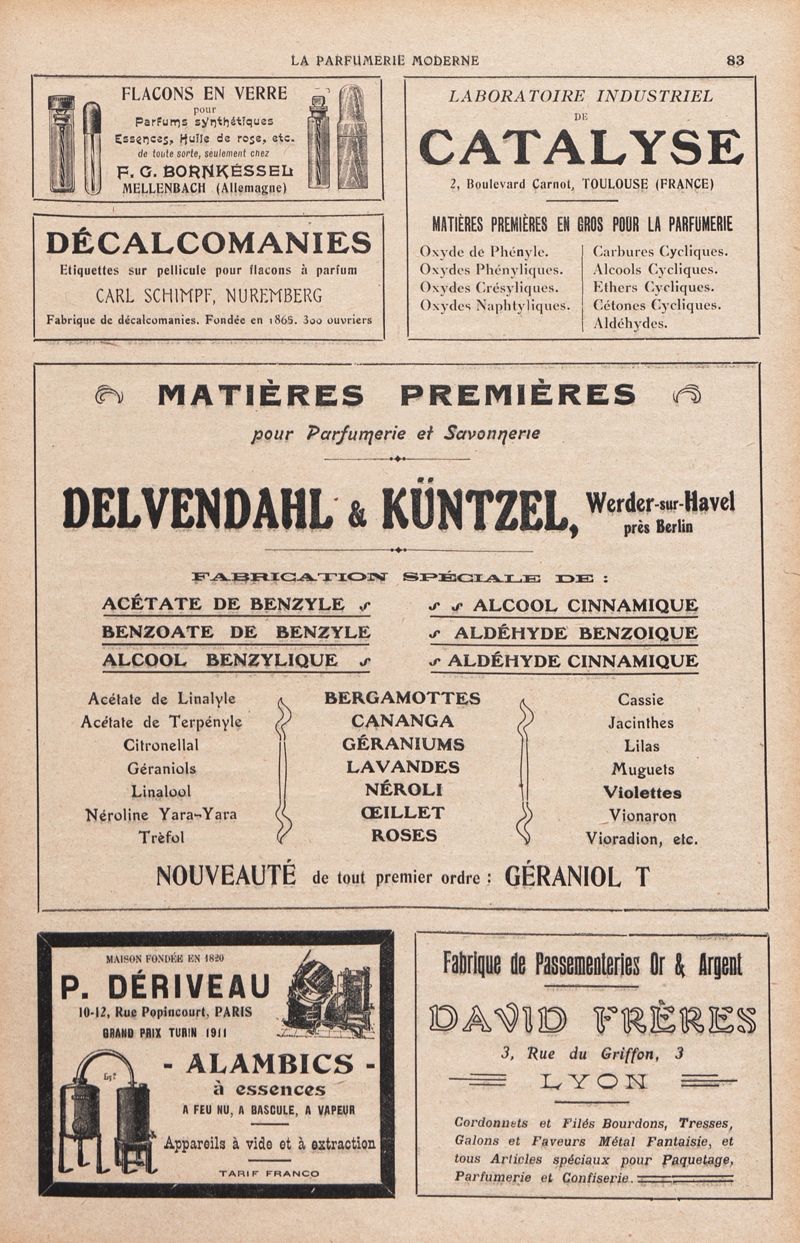 LA PARFUMERIE MODERNE
83
FLACONS EN VERRE
pour
Parfums synthétiques
Essences, Huile de rose, etc.
de toute sorte, seulement chez
F. G. BORNKESSEL
MELLENBACH (Allemagne)
DÉCALCOMANIES
Etiquettes sur pellicule pour flacons à parfum
CARL SCHIMPF, NUREMBERG
Fabrique de décalcomanies. Fondée en 1865. 300 ouvriers
LABORATOIRE INDUSTRIEL
DE
CATALYSE
2, Boulevard Carnot, TOULOUSE (FRANCE)
MATIÈRES PREMIÈRES EN GROS POUR LA PARFUMERIE
Oxyde de Phényle.
Oxydes Phényliques.
Oxydes Crésyliques.
Oxydes Naphtyliques.
Carbures Cycliques.
Alcools Cycliques.
Ethers Cycliques.
Cétones Cycliques.
Aldéhydes.
MATIÈRES PREMIÈRES
pour Parfumerie et Savonnerie
DELVENDAHL & KÜNTZEL, Werder-sur-Havel
près Berlin
FABRICATION SPÉCIALE DE :
ACÉTATE DE BENZYLE
BENZOATE DE BENZYLE
ALCOOL BENZYLIQUE
ALCOOL CINNAMIQUE
ALDÉHYDE BENZOIQUE
ALDÉHYDE CINNAMIQUE
Acétate de Linalyle
Acétate de Terpényle
Citronellal
Géraniols
Linalool
Néroline Yara-Yara
Trèfol
BERGAMOTTES
CANANGA
GÉRANIUMS
LAVANDES
NÉROLI
ŒILLET
ROSES
Cassie
Jacinthes
Lilas
Muguets
Violettes
Vionaron
Vioradion, etc.
NOUVEAUTÉ de tout premier ordre : GÉRANIOL T
MAISON FONDÉE EN 1820
P. DÉRIVEAU
10-12, Rue Popincourt, PARIS
GRAND PRIX TURIN 1911
- ALAMBICS -
à essences
A FEU NU, A BASCULE, A VAPEUR
Appareils à vide et à extraction
TARIF FRANCO
Fabrique de Passementeries Or & Argent
DAVID FRÈRES
3, Rue du Griffon, 3
LYON
Cordonnets et Filés Bourdons, Tresses,
Galons et Faveurs Métal Fantaisie, et
tous Articles spéciaux pour Paquetage,
Parfumerie et Confiserie.